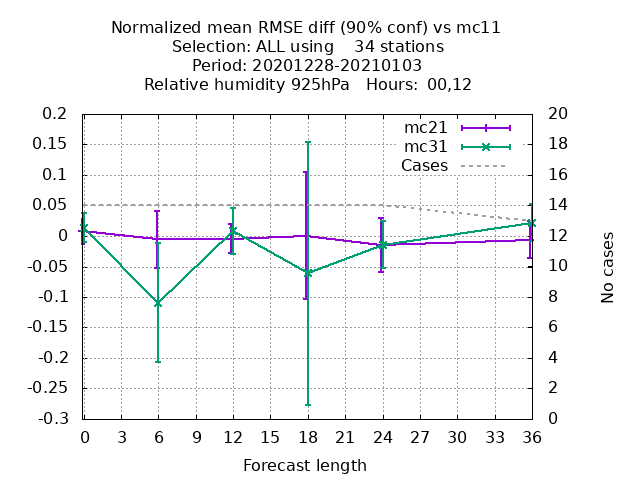 Normalized mean RMSE diff (90% conf) vs mc11
Selection: ALL using    34 stations
Period: 20201228-20210103
Relative humidity 925hPa   Hours:  00,12
mc21
mc31
Cases
0.2
0.15
0.1
0.05
0
-0.05
-0.1
-0.15
-0.2
-0.25
-0.3
20
18
16
14
12
10
8
6
4
2
0
No cases
0 3 6 9 12 15 18 21 24 27 30 33 36
Forecast length